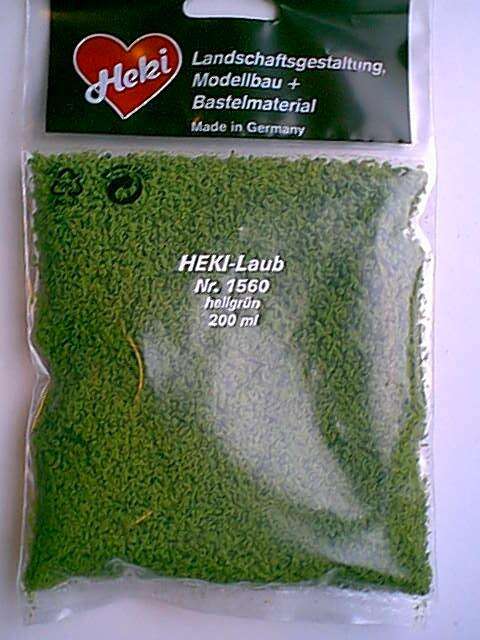 Heki
Landschaftsgestaltung,
Modellbau +
Bastelmaterial
Made in Germany
HEKI-Laub
Nr. 1560
hellgrün
200 ml